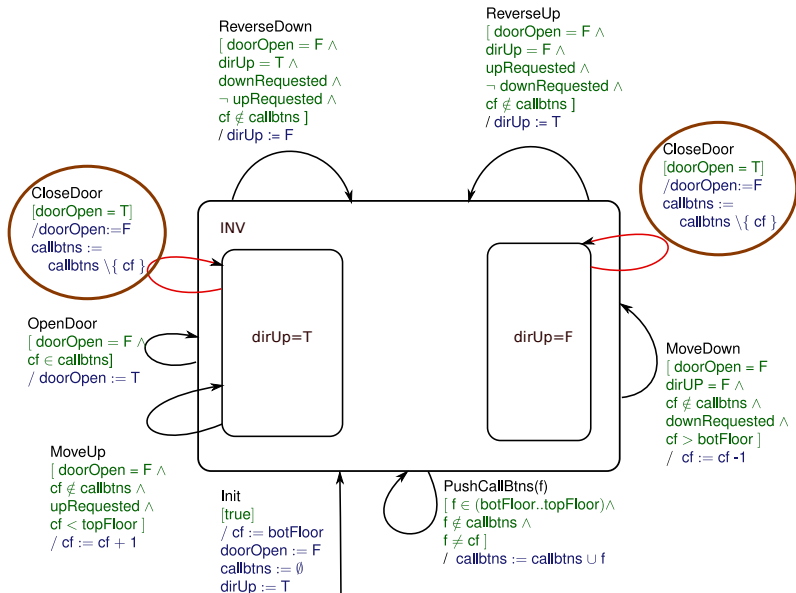 ReverseDown
[ doorOpen = F ∧
dirUp = T ∧
downRequested ∧
¬ upRequested ∧
cf ∉ callbtns ]
/ dirUp := F
ReverseUp
[ doorOpen = F ∧
dirUp = F ∧
upRequested ∧
¬ downRequested ∧
cf ∉ callbtns ]
/ dirUp := T
CloseDoor
[doorOpen = T]
/doorOpen:=F
callbtns :=
callbtns \{ cf }
CloseDoor
[doorOpen = T]
/doorOpen:=F
callbtns :=
callbtns \{ cf }
INV
dirUp=T
dirUp=F
OpenDoor
[ doorOpen = F ∧
cf ∈ callbtns]
/ doorOpen := T
MoveDown
[ doorOpen = F
dirUP = F ∧
cf ∉ callbtns ∧
downRequested ∧
cf > botFloor ]
/ cf := cf -1
MoveUp
[ doorOpen = F ∧
cf ∉ callbtns ∧
upRequested ∧
cf < topFloor ]
/ cf := cf + 1
Init
[true]
/ cf := botFloor
doorOpen := F
callbtns := ∅
dirUp := T
PushCallBtns(f)
[ f ∈ (botFloor..topFloor)∧
f ∉ callbtns ∧
f ≠ cf ]
/ callbtns := callbtns ∪ f